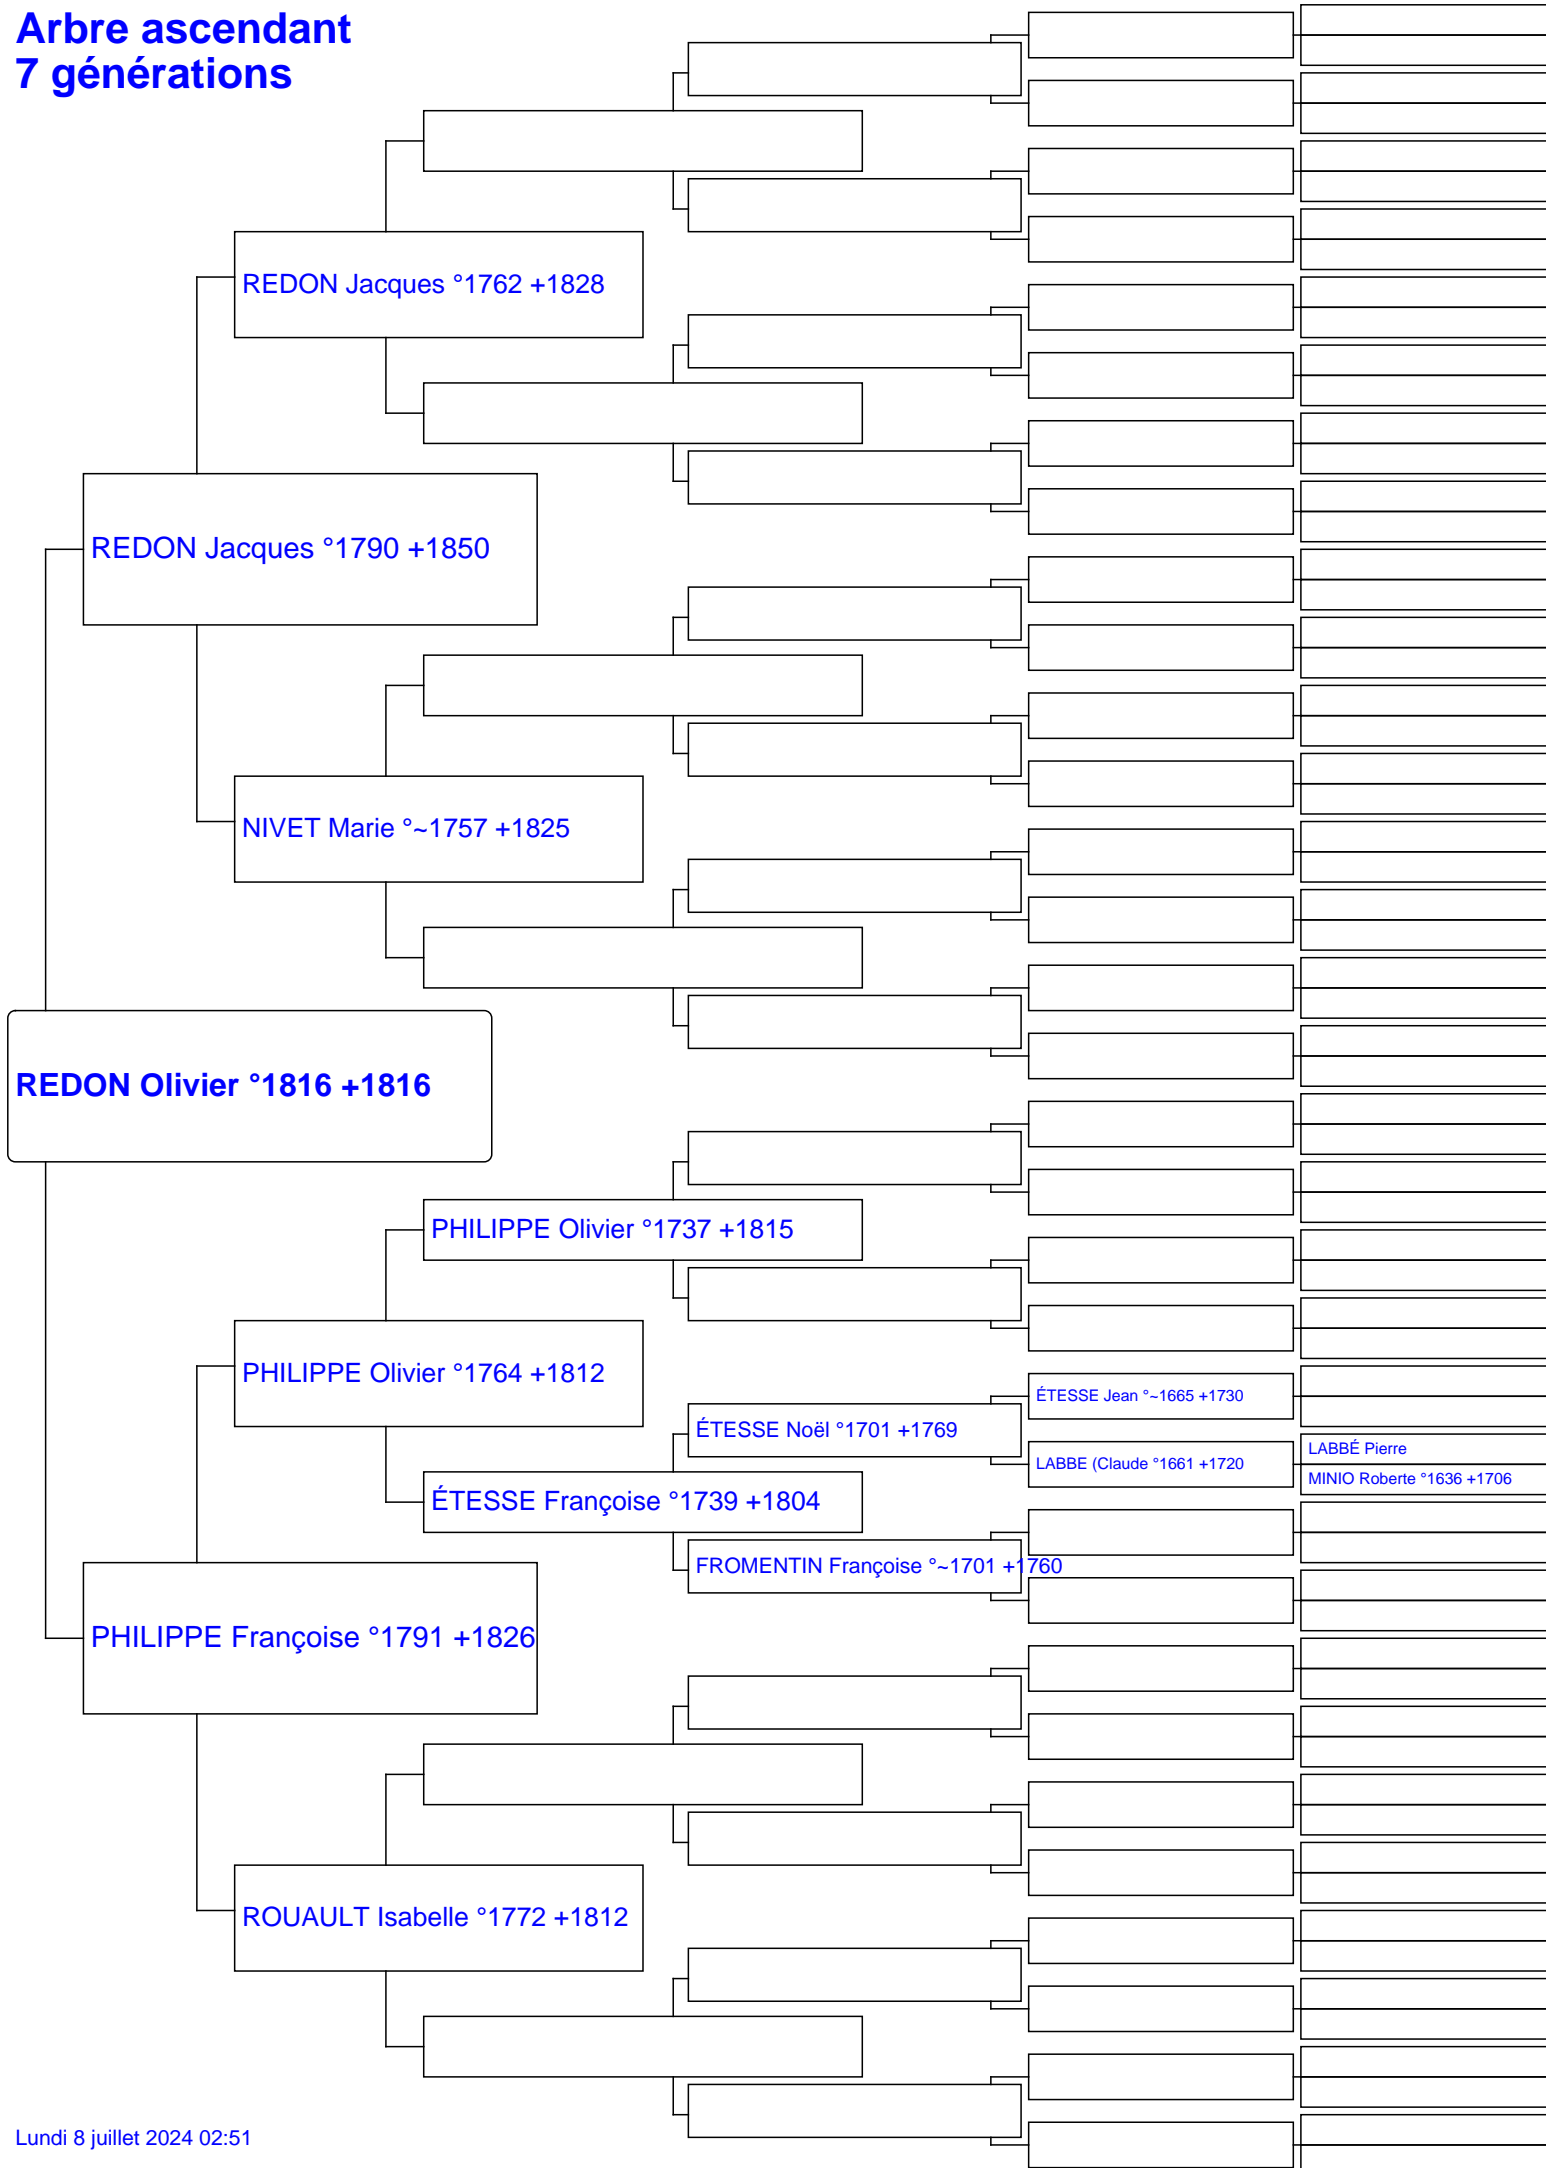 Arbre ascendant
7 générations
REDON Jacques °1762 +1828
REDON Jacques °1790 +1850
NIVET Marie °~1757 +1825
REDON Olivier °1816 +1816
PHILIPPE Olivier °1737 +1815
PHILIPPE Olivier °1764 +1812
ÉTESSE Jean °~1665 +1730
ÉTESSE Noël °1701 +1769
LABBÉ Pierre
LABBE (Claude °1661 +1720
MINIO Roberte °1636 +1706
ÉTESSE Françoise °1739 +1804
FROMENTIN Françoise °~1701 +1760
PHILIPPE Françoise °1791 +1826
ROUAULT Isabelle °1772 +1812
Lundi 8 juillet 2024 02:51